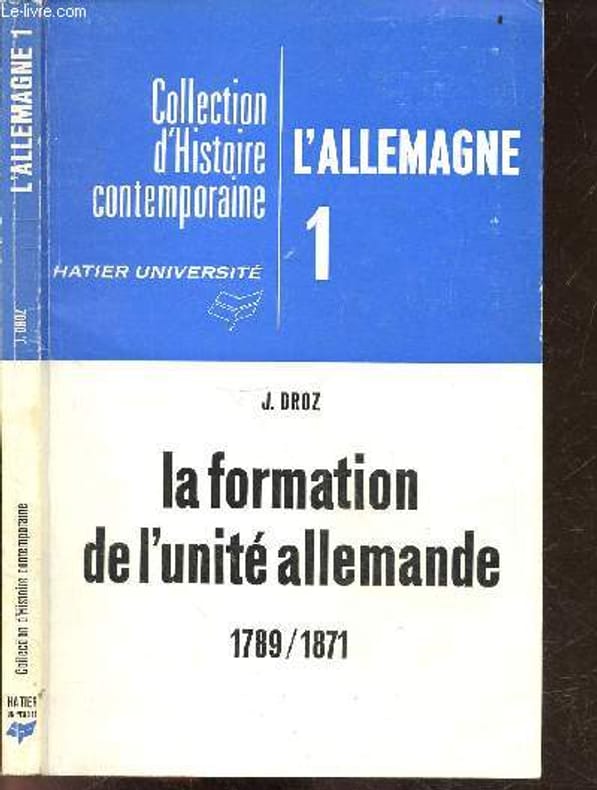 Le-livre.com
L'ALLEMAGNE 1
J. DROZ
Collection d'Histoire contemporaine
HATIER
UNIVERSITÉ
Collection
d'Histoire
contemporaine
HATIER UNIVERSITÉ
L'ALLEMAGNE
1
J. DROZ
la formation
de l'unité allemande
1789/1871